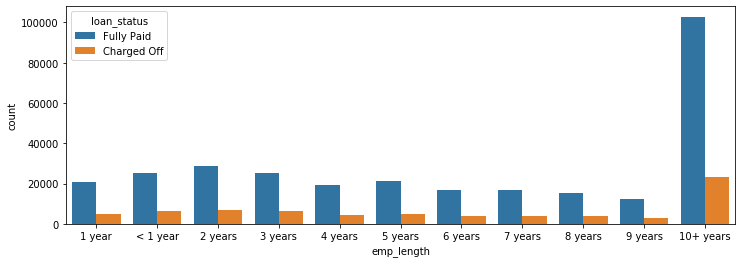 loan_status
Fully Paid
Charged Off
100000
80000
60000
40000
20000
0
count
1 year
< 1 year
2 years
3 years
4 years
5 years
6 years
7 years
8 years
9 years
10+ years
emp_length